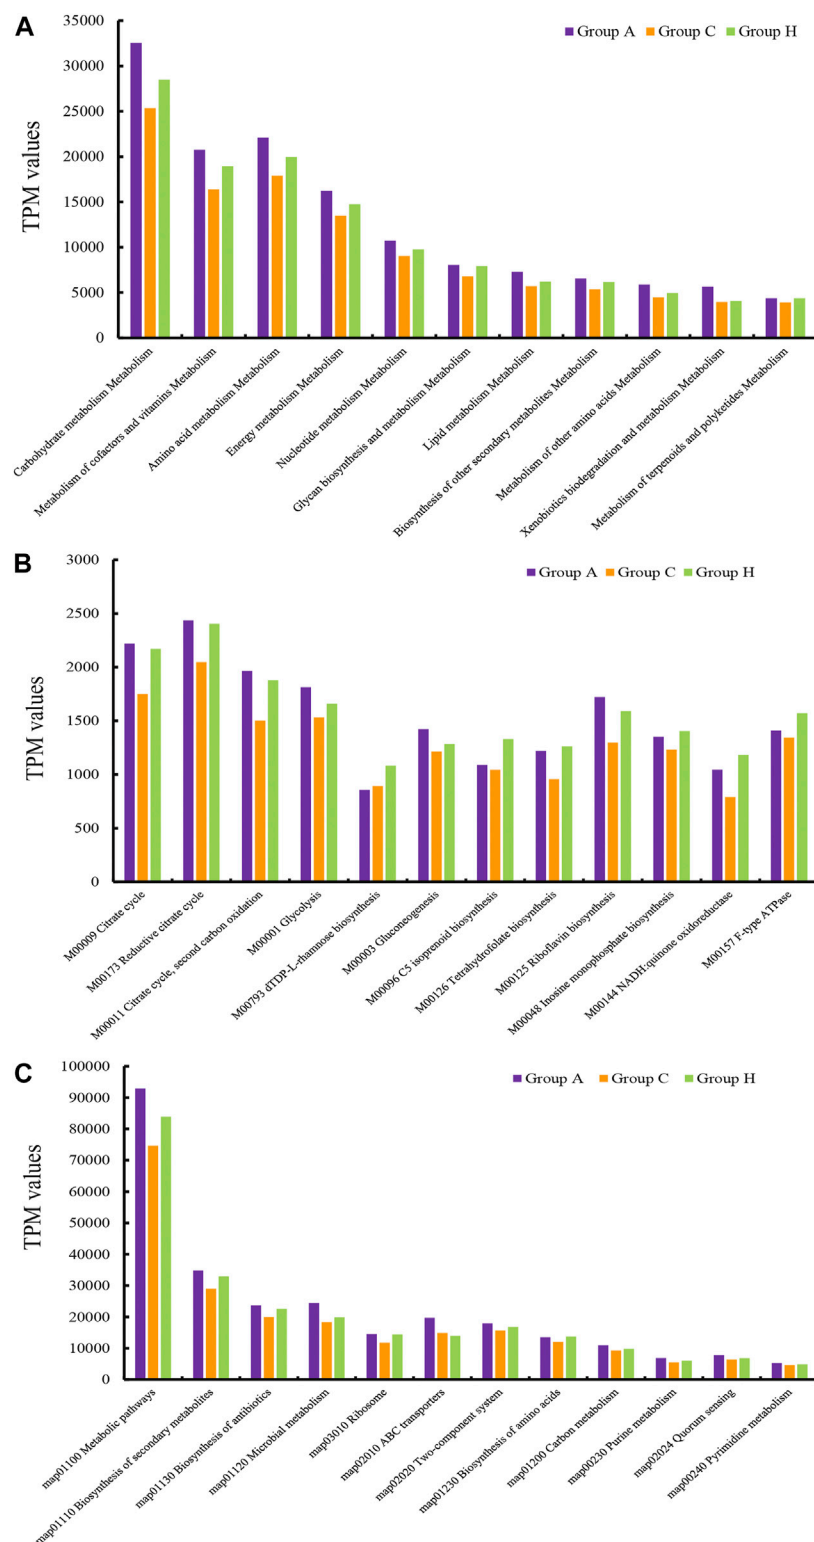 A
Group A Group C Group H
TPM values
35000
30000
25000
20000
15000
10000
5000
0
Carbohydrate metabolism Metabolism
Metabolism of cofactors and vitamins Metabolism
Amino acid metabolism Metabolism
Energy metabolism Metabolism
Nucleotide metabolism Metabolism
Glycan biosynthesis and metabolism Metabolism
Lipid metabolism Metabolism
Biosynthesis of other secondary metabolites Metabolism
Metabolism of other amino acids Metabolism
Xenobiotics biodegradation and metabolism Metabolism
Metabolism of terpenoids and polyketides Metabolism
B
Group A Group C Group H
TPM values
3000
2500
2000
1500
1000
500
0
M00009 Citrate cycle
M00173 Reductive citrate cycle
M00011 Citrate cycle, second carbon oxidation
M00001 Glycolysis
M00793 dTDP-L-rhamnose biosynthesis
M00003 Gluconeogenesis
M00096 C5 isoprenoid biosynthesis
M00126 Tetrahydrofolate biosynthesis
M00125 Riboflavin biosynthesis
M00048 Inosine monophosphate biosynthesis
M00144 NADH:quinone oxidoreductase
M00157 F-type ATPase
C
Group A Group C Group H
TPM values
100000
90000
80000
70000
60000
50000
40000
30000
20000
10000
0
map01100 Metabolic pathways
map01110 Biosynthesis of secondary metabolites
map01130 Biosynthesis of antibiotics
map01120 Microbial metabolism
map03010 Ribosome
map02010 ABC transporters
map02020 Two-component system
map01230 Biosynthesis of amino acids
map01200 Carbon metabolism
map00230 Purine metabolism
map02024 Quorum sensing
map00240 Pyrimidine metabolism